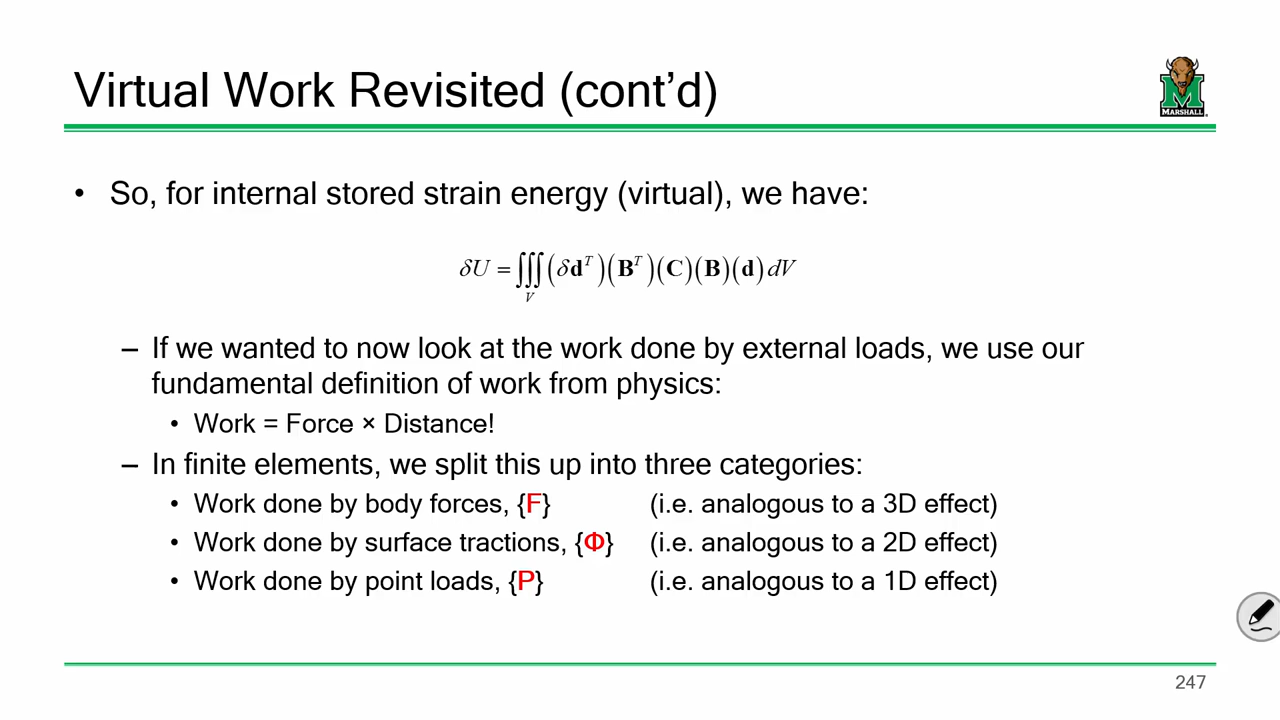 Virtual Work Revisited (cont’d)
M
MARSHALL
• So, for internal stored strain energy (virtual), we have:
δU = ∭(δdᵀ)(Bᵀ)(C)(B)(d)dV
V
– If we wanted to now look at the work done by external loads, we use our
fundamental definition of work from physics:
• Work = Force × Distance!
– In finite elements, we split this up into three categories:
• Work done by body forces, {F} (i.e. analogous to a 3D effect)
• Work done by surface tractions, {Φ} (i.e. analogous to a 2D effect)
• Work done by point loads, {P} (i.e. analogous to a 1D effect)
247